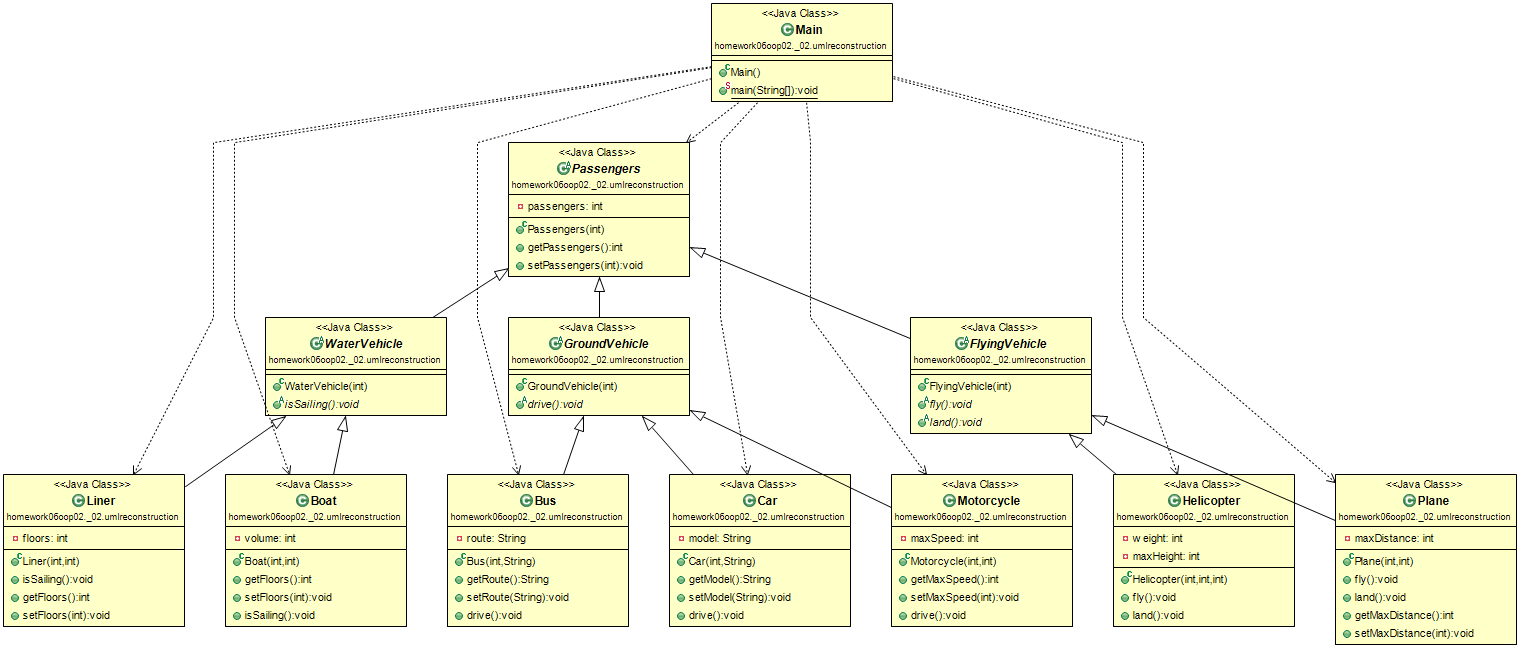 <<Java Class>>
Main
homework06oop02._02.umlreconstruction
Main()
main(String[]):void
<<Java Class>>
Passengers
homework06oop02._02.umlreconstruction
passengers: int
Passengers(int)
getPassengers():int
setPassengers(int):void
<<Java Class>>
WaterVehicle
homework06oop02._02.umlreconstruction
WaterVehicle(int)
isSailing():void
<<Java Class>>
GroundVehicle
homework06oop02._02.umlreconstruction
GroundVehicle(int)
drive():void
<<Java Class>>
FlyingVehicle
homework06oop02._02.umlreconstruction
FlyingVehicle(int)
fly():void
land():void
<<Java Class>>
Liner
homework06oop02._02.umlreconstruction
floors: int
Liner(int,int)
isSailing():void
getFloors():int
setFloors(int):void
<<Java Class>>
Boat
homework06oop02._02.umlreconstruction
volume: int
Boat(int,int)
getFloors():int
setFloors(int):void
isSailing():void
<<Java Class>>
Bus
homework06oop02._02.umlreconstruction
route: String
Bus(int,String)
getRoute():String
setRoute(String):void
drive():void
<<Java Class>>
Car
homework06oop02._02.umlreconstruction
model: String
Car(int,String)
getModel():String
setModel(String):void
drive():void
<<Java Class>>
Motorcycle
homework06oop02._02.umlreconstruction
maxSpeed: int
Motorcycle(int,int)
getMaxSpeed():int
setMaxSpeed(int):void
drive():void
<<Java Class>>
Helicopter
homework06oop02._02.umlreconstruction
weight: int
maxHeight: int
Helicopter(int,int,int)
fly():void
land():void
<<Java Class>>
Plane
homework06oop02._02.umlreconstruction
maxDistance: int
Plane(int,int)
fly():void
land():void
getMaxDistance():int
setMaxDistance(int):void